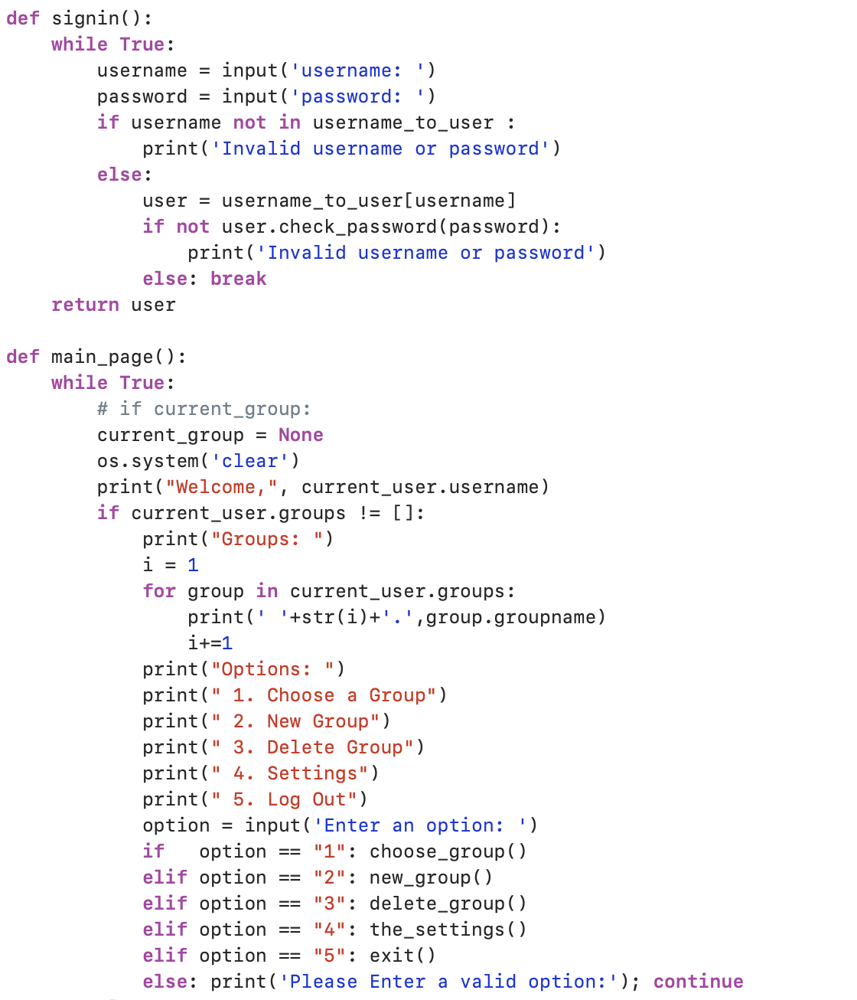 def signin():
    while True:
        username = input('username: ')
        password = input('password: ')
        if username not in username_to_user :
            print('Invalid username or password')
        else:
            user = username_to_user[username]
            if not user.check_password(password):
                print('Invalid username or password')
            else: break
    return user

def main_page():
    while True:
        # if current_group:
        current_group = None
        os.system('clear')
        print("Welcome,", current_user.username)
        if current_user.groups != []:
            print("Groups: ")
            i = 1
            for group in current_user.groups:
                print(' '+str(i)+'.',group.groupname)
                i+=1
            print("Options: ")
            print(" 1. Choose a Group")
            print(" 2. New Group")
            print(" 3. Delete Group")
            print(" 4. Settings")
            print(" 5. Log Out")
            option = input('Enter an option: ')
            if   option == "1": choose_group()
            elif option == "2": new_group()
            elif option == "3": delete_group()
            elif option == "4": the_settings()
            elif option == "5": exit()
            else: print('Please Enter a valid option:'); continue